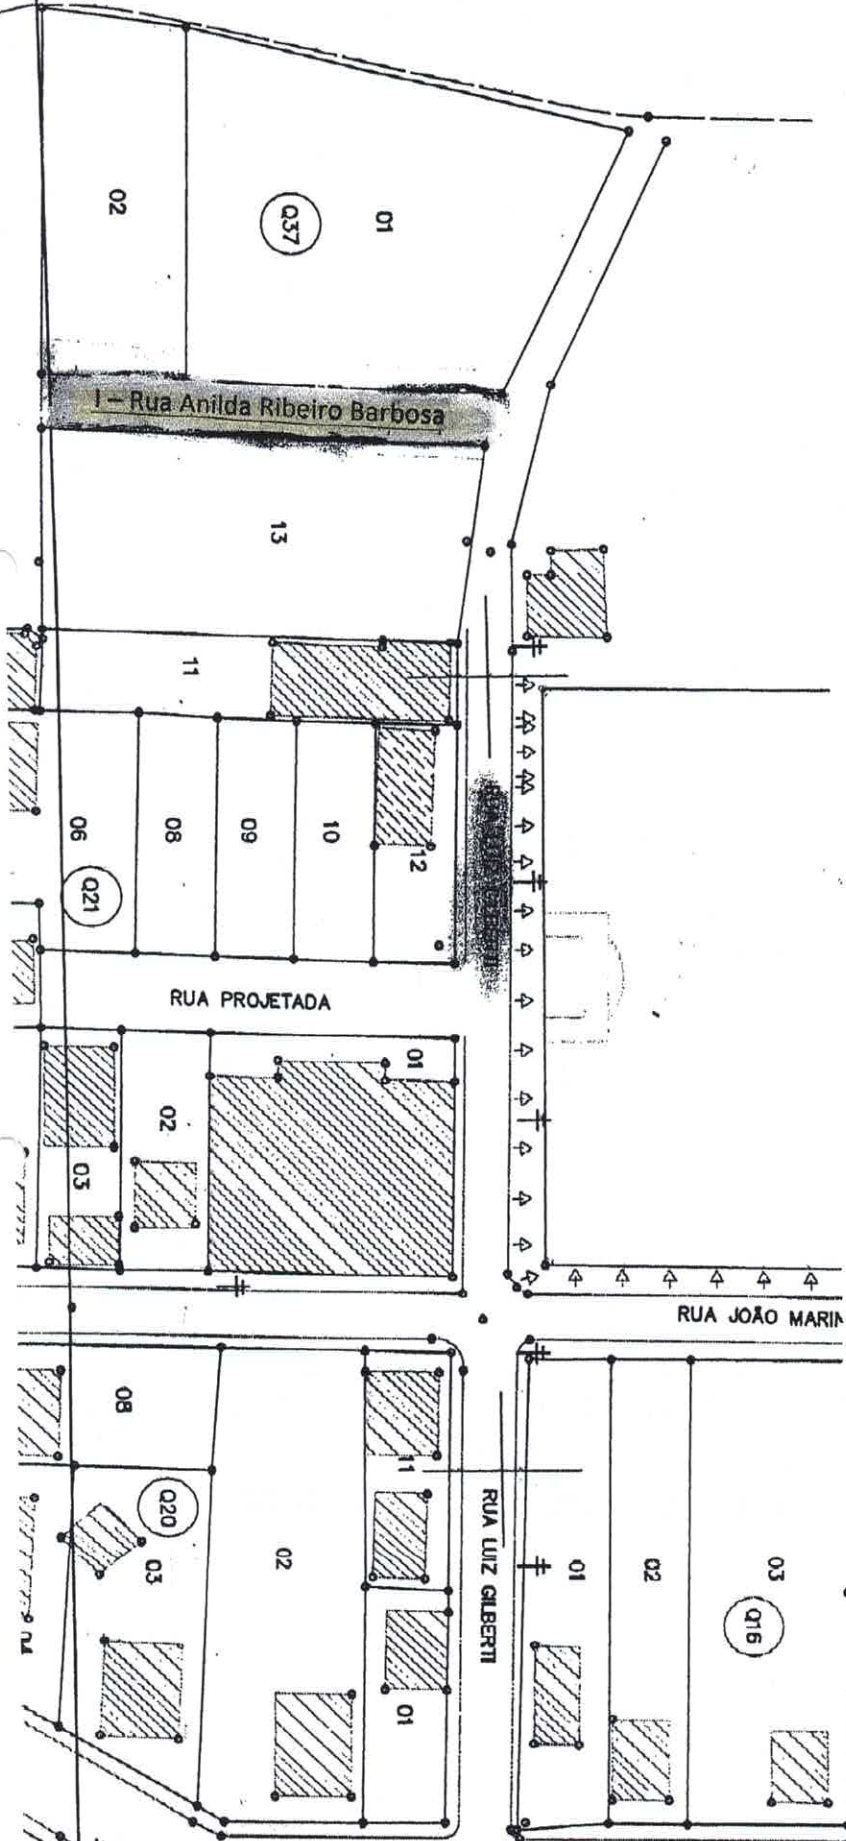 02
Q37
01
I – Rua Anilda Ribeiro Barbosa
13
11
06
08
09
10
12
Q21
RUA PROJETADA
01
02
03
RUA JOÃO MARIN
08
11
Q20
03
02
RUA LUIZ GILBERTI
01
01
02
03
Q16